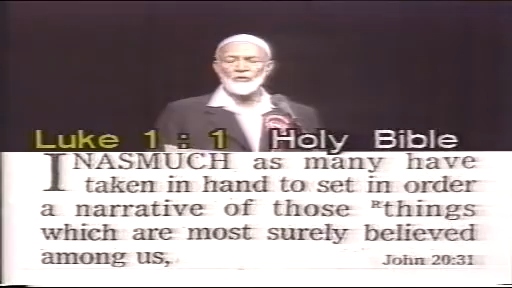 Luke 1 : 1 Holy Bible
INASMUCH as many have
taken in hand to set in order
a narrative of those ᴿthings
which are most surely believed
among us,
John 20:31